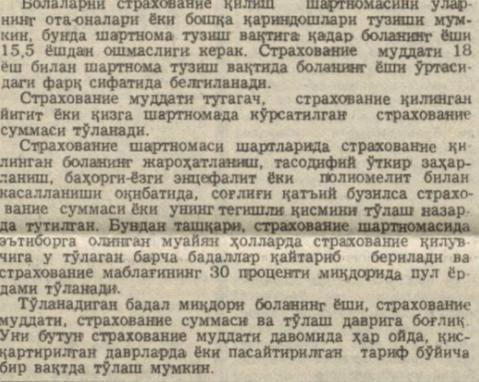 Болаларни страхование қилиш шартномасини улар-
нинг ота-оналари ёки бошқа қариндошлари тузиши мум-
кин, бунда шартнома тузиш вақтига қадар боланинг ёши
15,5 ёшдан ошмаслиги керак. Страхование муддати 18
ёш билан шартнома тузиш вақтида боланинг ёши ўртаси-
даги фарқ сифатида белгиланади.
Страхование муддати тугагач, страхование қилинган
йигит ёки қизга шартномада кўрсатилган страхование
суммаси тўланади.
Страхование шартномаси шартларида страхование қи-
линган боланинг жароҳатланиш, тасодифий ўткир заҳар-
ланиш, баҳорги-ёзги энцефалит ёки полиомелит билан
касалланиши оқибатида, соғлиғи қатъий бузилса страхо-
вание суммаси ёки унинг тегишли қисмини тўлаш назар-
да тутилган. Бундан ташқари, страхование шартномасида
эътиборга олинган муайян ҳолларда страхование қилув-
чига у тўлаган барча бадаллар қайтариб берилади ва
страхование маблағининг 30 проценти миқдорида пул ёр-
дами тўланади.
Тўланадиган бадал миқдори боланинг ёши, страхование
муддати, страхование суммаси ва тўлаш даврига боғлиқ.
Уни бутун страхование муддати давомида ҳар ойда, қис-
қартирилган даврларда ёки пасайтирилган тариф бўйича
бир вақтда тўлаш мумкин.